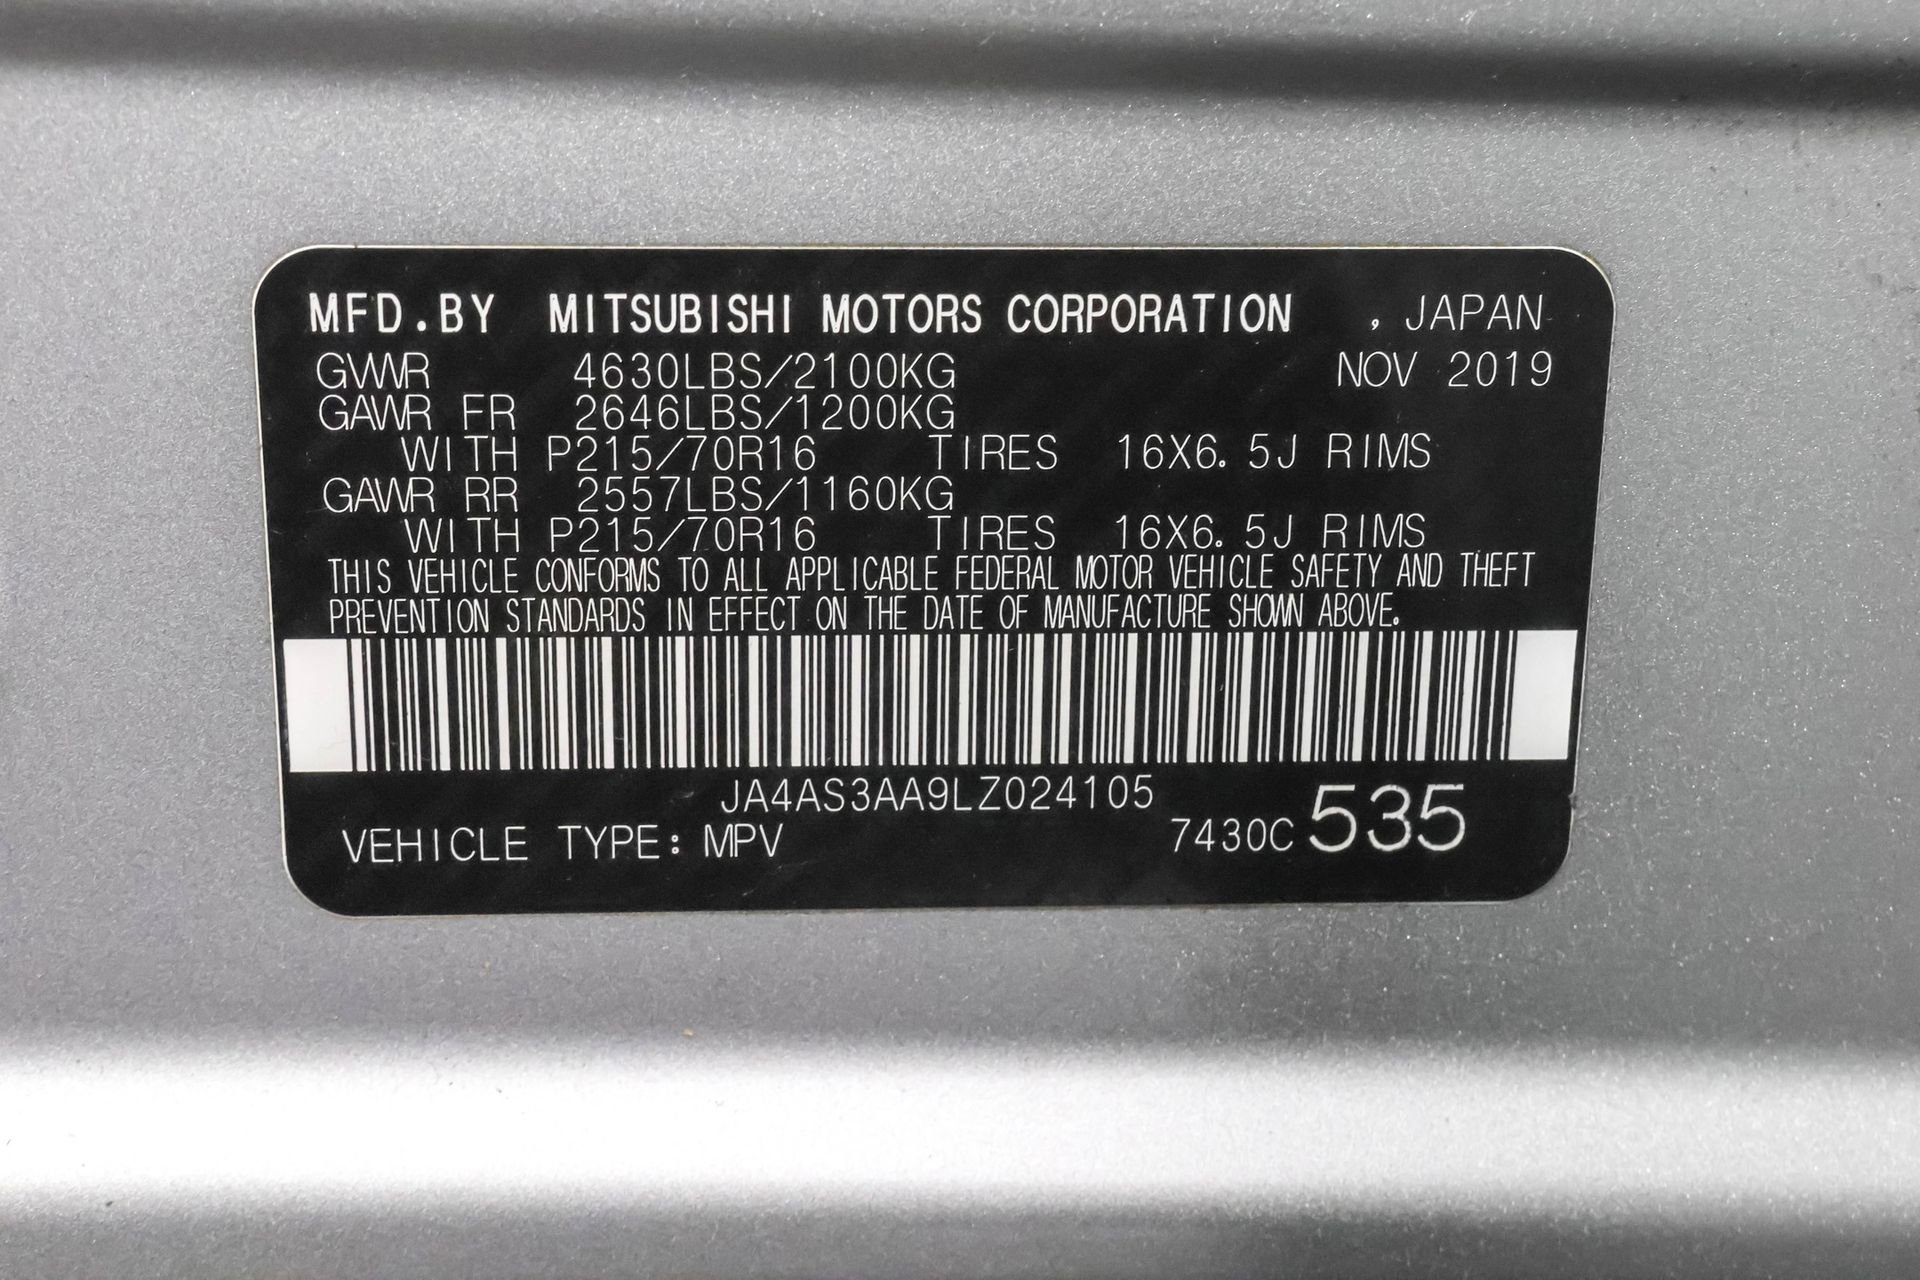 MFD.BY MITSUBISHI MOTORS CORPORATION , JAPAN
GVWR 4630LBS/2100KG NOV 2019
GAWR FR 2646LBS/1200KG
WITH P215/70R16 TIRES 16X6.5J RIMS
GAWR RR 2557LBS/1160KG
WITH P215/70R16 TIRES 16X6.5J RIMS
THIS VEHICLE CONFORMS TO ALL APPLICABLE FEDERAL MOTOR VEHICLE SAFETY AND THEFT
PREVENTION STANDARDS IN EFFECT ON THE DATE OF MANUFACTURE SHOWN ABOVE.
JA4AS3AA9LZ024105
VEHICLE TYPE: MPV 7430C 535